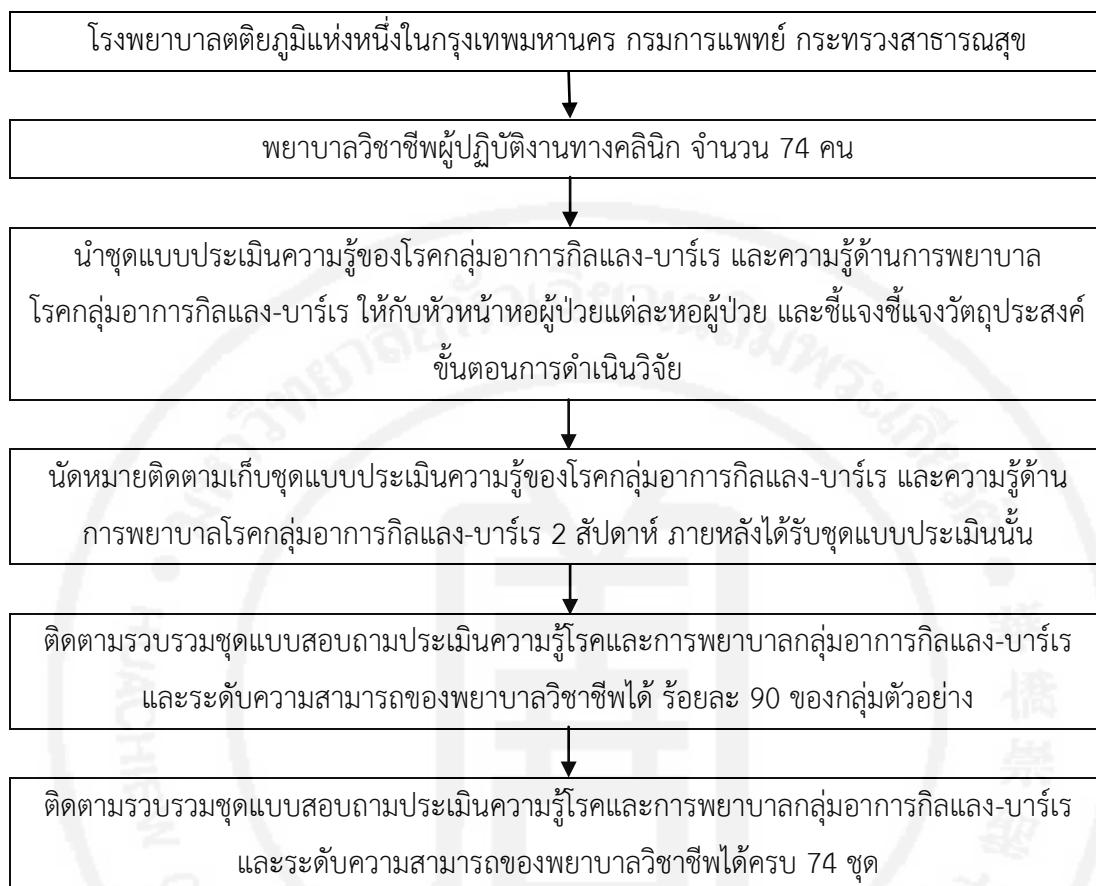 โรงพยาบาลตติยภูมิแห่งหนึ่งในกรุงเทพมหานคร กรมการแพทย์ กระทรวงสาธารณสุข
พยาบาลวิชาชีพผู้ปฏิบัติงานทางคลินิก จำนวน 74 คน
นำชุดแบบประเมินความรู้ของโรคกลุ่มอาการกิลแลง-บาร์เร และความรู้ด้านการพยาบาล
โรคกลุ่มอาการกิลแลง-บาร์เร ให้กับหัวหน้าหอผู้ป่วยแต่ละหอผู้ป่วย และชี้แจงชี้แจงวัตถุประสงค์
ขั้นตอนการดำเนินวิจัย
นัดหมายติดตามเก็บชุดแบบประเมินความรู้ของโรคกลุ่มอาการกิลแลง-บาร์เร และความรู้ด้าน
การพยาบาลโรคกลุ่มอาการกิลแลง-บาร์เร 2 สัปดาห์ ภายหลังได้รับชุดแบบประเมินนั้น
ติดตามรวบรวมชุดแบบสอบถามประเมินความรู้โรคและการพยาบาลกลุ่มอาการกิลแลง-บาร์เร
และระดับความสามารถของพยาบาลวิชาชีพได้ ร้อยละ 90 ของกลุ่มตัวอย่าง
ติดตามรวบรวมชุดแบบสอบถามประเมินความรู้โรคและการพยาบาลกลุ่มอาการกิลแลง-บาร์เร
และระดับความสามารถของพยาบาลวิชาชีพได้ครบ 74 ชุด